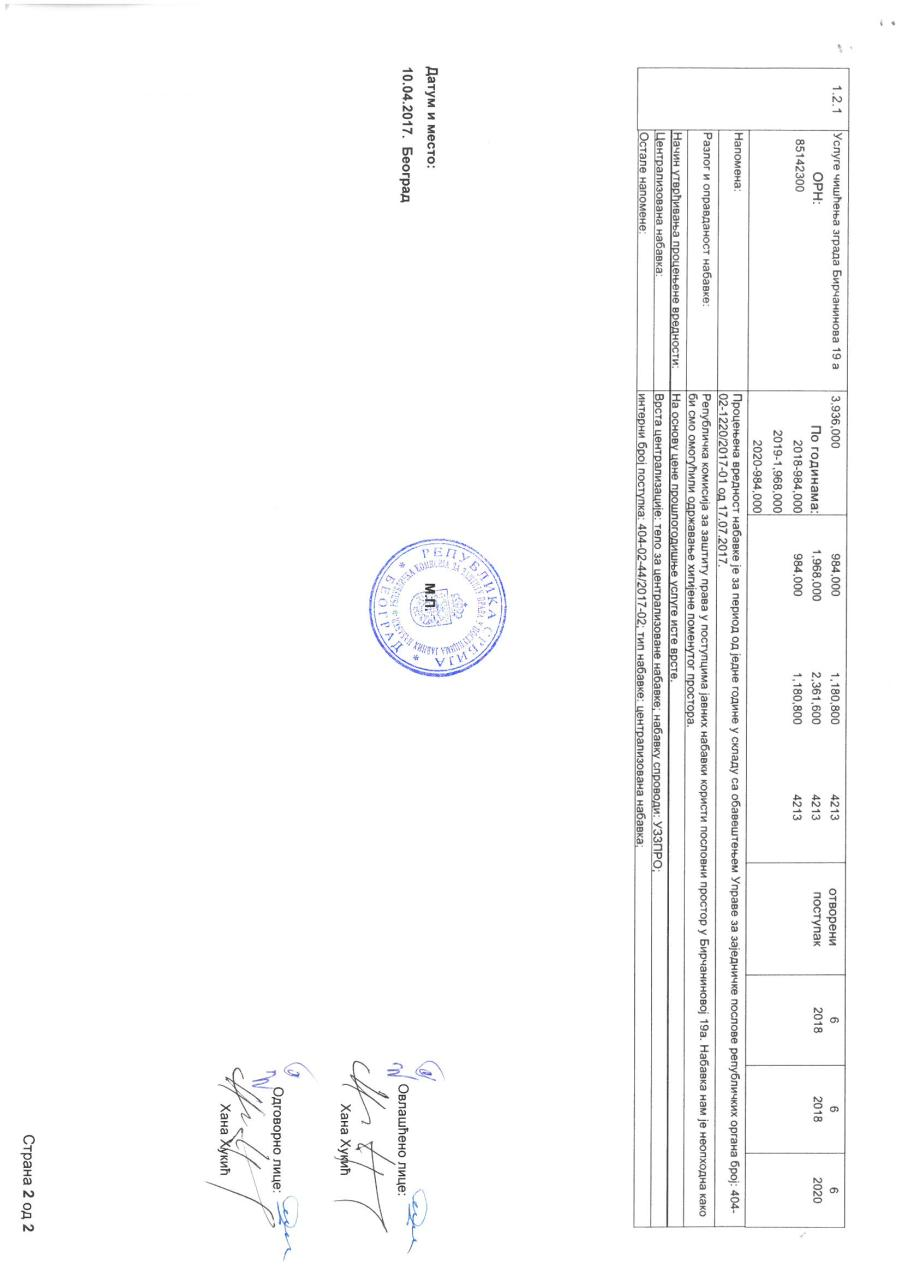 1.2.1 Услуге чишћења зграда Бирчанинова 19 а 3,936,000 984,000 1,180,800 4213 отворени поступак 6 2018 6 2018 6 2020
ОРН: По годинама: 1,968,000 2,361,600 4213
85142300 2018-984,000 984,000 1,180,800 4213
2019-1,968,000
2020-984,000
Напомена: Процењена вредност набавке је за период од једне године у складу са обавештењем Управе за заједничке послове републичких органа број: 404-
02-1220/2017-01 од 17.07.2017.
Разлог и оправданост набавке: Републичка комисија за заштиту права у поступцима јавних набавки користи пословни простор у Бирчаниновој 19а. Набавка нам је неопходна како
би смо омогућили одржавање хигијене поменутог простора.
Начин утврђивања процењене вредности: На основу цене прошлогодишње услуге исте врсте.
Централизована набавка: Врста централизације: тело за централизоване набавке; набавку спроводи: УЗЗПРО;
Остале напомене: интерни број поступка: 404-02-44/2017-02; тип набавке: централизована набавка;
Датум и место:
10.04.2017. Београд
М.П.
РЕПУБЛИКА СРБИЈА
РЕПУБЛИЧКА КОМИСИЈА ЗА ЗАШТИТУ ПРАВА У ПОСТУПЦИМА ЈАВНИХ НАБАВКИ
БЕОГРАД
Овлашћено лице:
Хана Хукић
Одговорно лице:
Хана Хукић
Страна 2 од 2